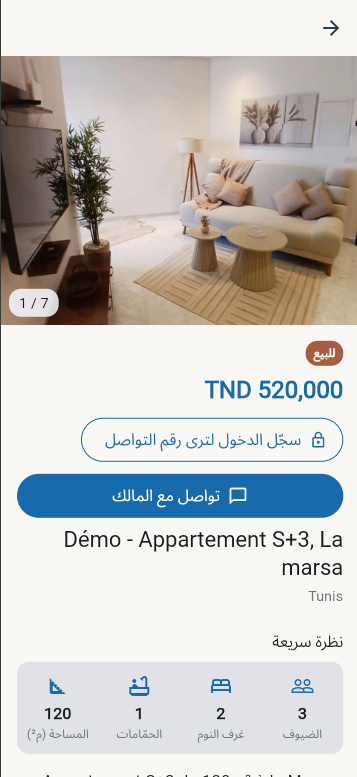 1 / 7
للبيع
TND 520,000
سجّل الدخول لترى رقم التواصل
تواصل مع المالك
Démo - Appartement S+3, La
marsa
Tunis
نظرة سريعة
3
الضيوف
2
غرف النوم
1
الحمّامات
120
المساحة (م²)